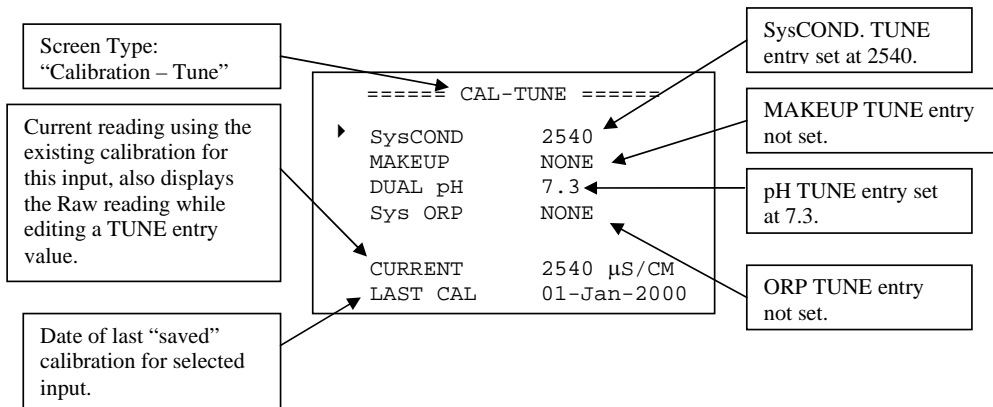 Screen Type:
“Calibration – Tune”
Current reading using the
existing calibration for
this input, also displays
the Raw reading while
editing a TUNE entry
value.
Date of last “saved”
calibration for selected
input.
====== CAL-TUNE ======
SysCOND 2540
MAKEUP NONE
DUAL pH 7.3
Sys ORP NONE
CURRENT 2540 µS/CM
LAST CAL 01-Jan-2000
SysCOND. TUNE
entry set at 2540.
MAKEUP TUNE entry
not set.
pH TUNE entry set
at 7.3.
ORP TUNE entry
not set.